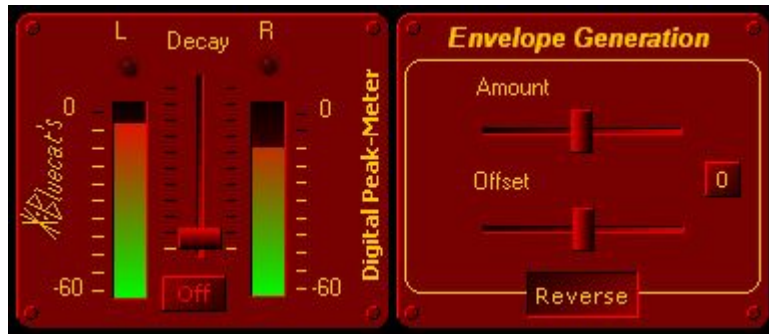 L
Decay
R
0
0
Bluecat's
Digital Peak-Meter
-60
-60
Off
Envelope Generation
Amount
Offset
0
Reverse